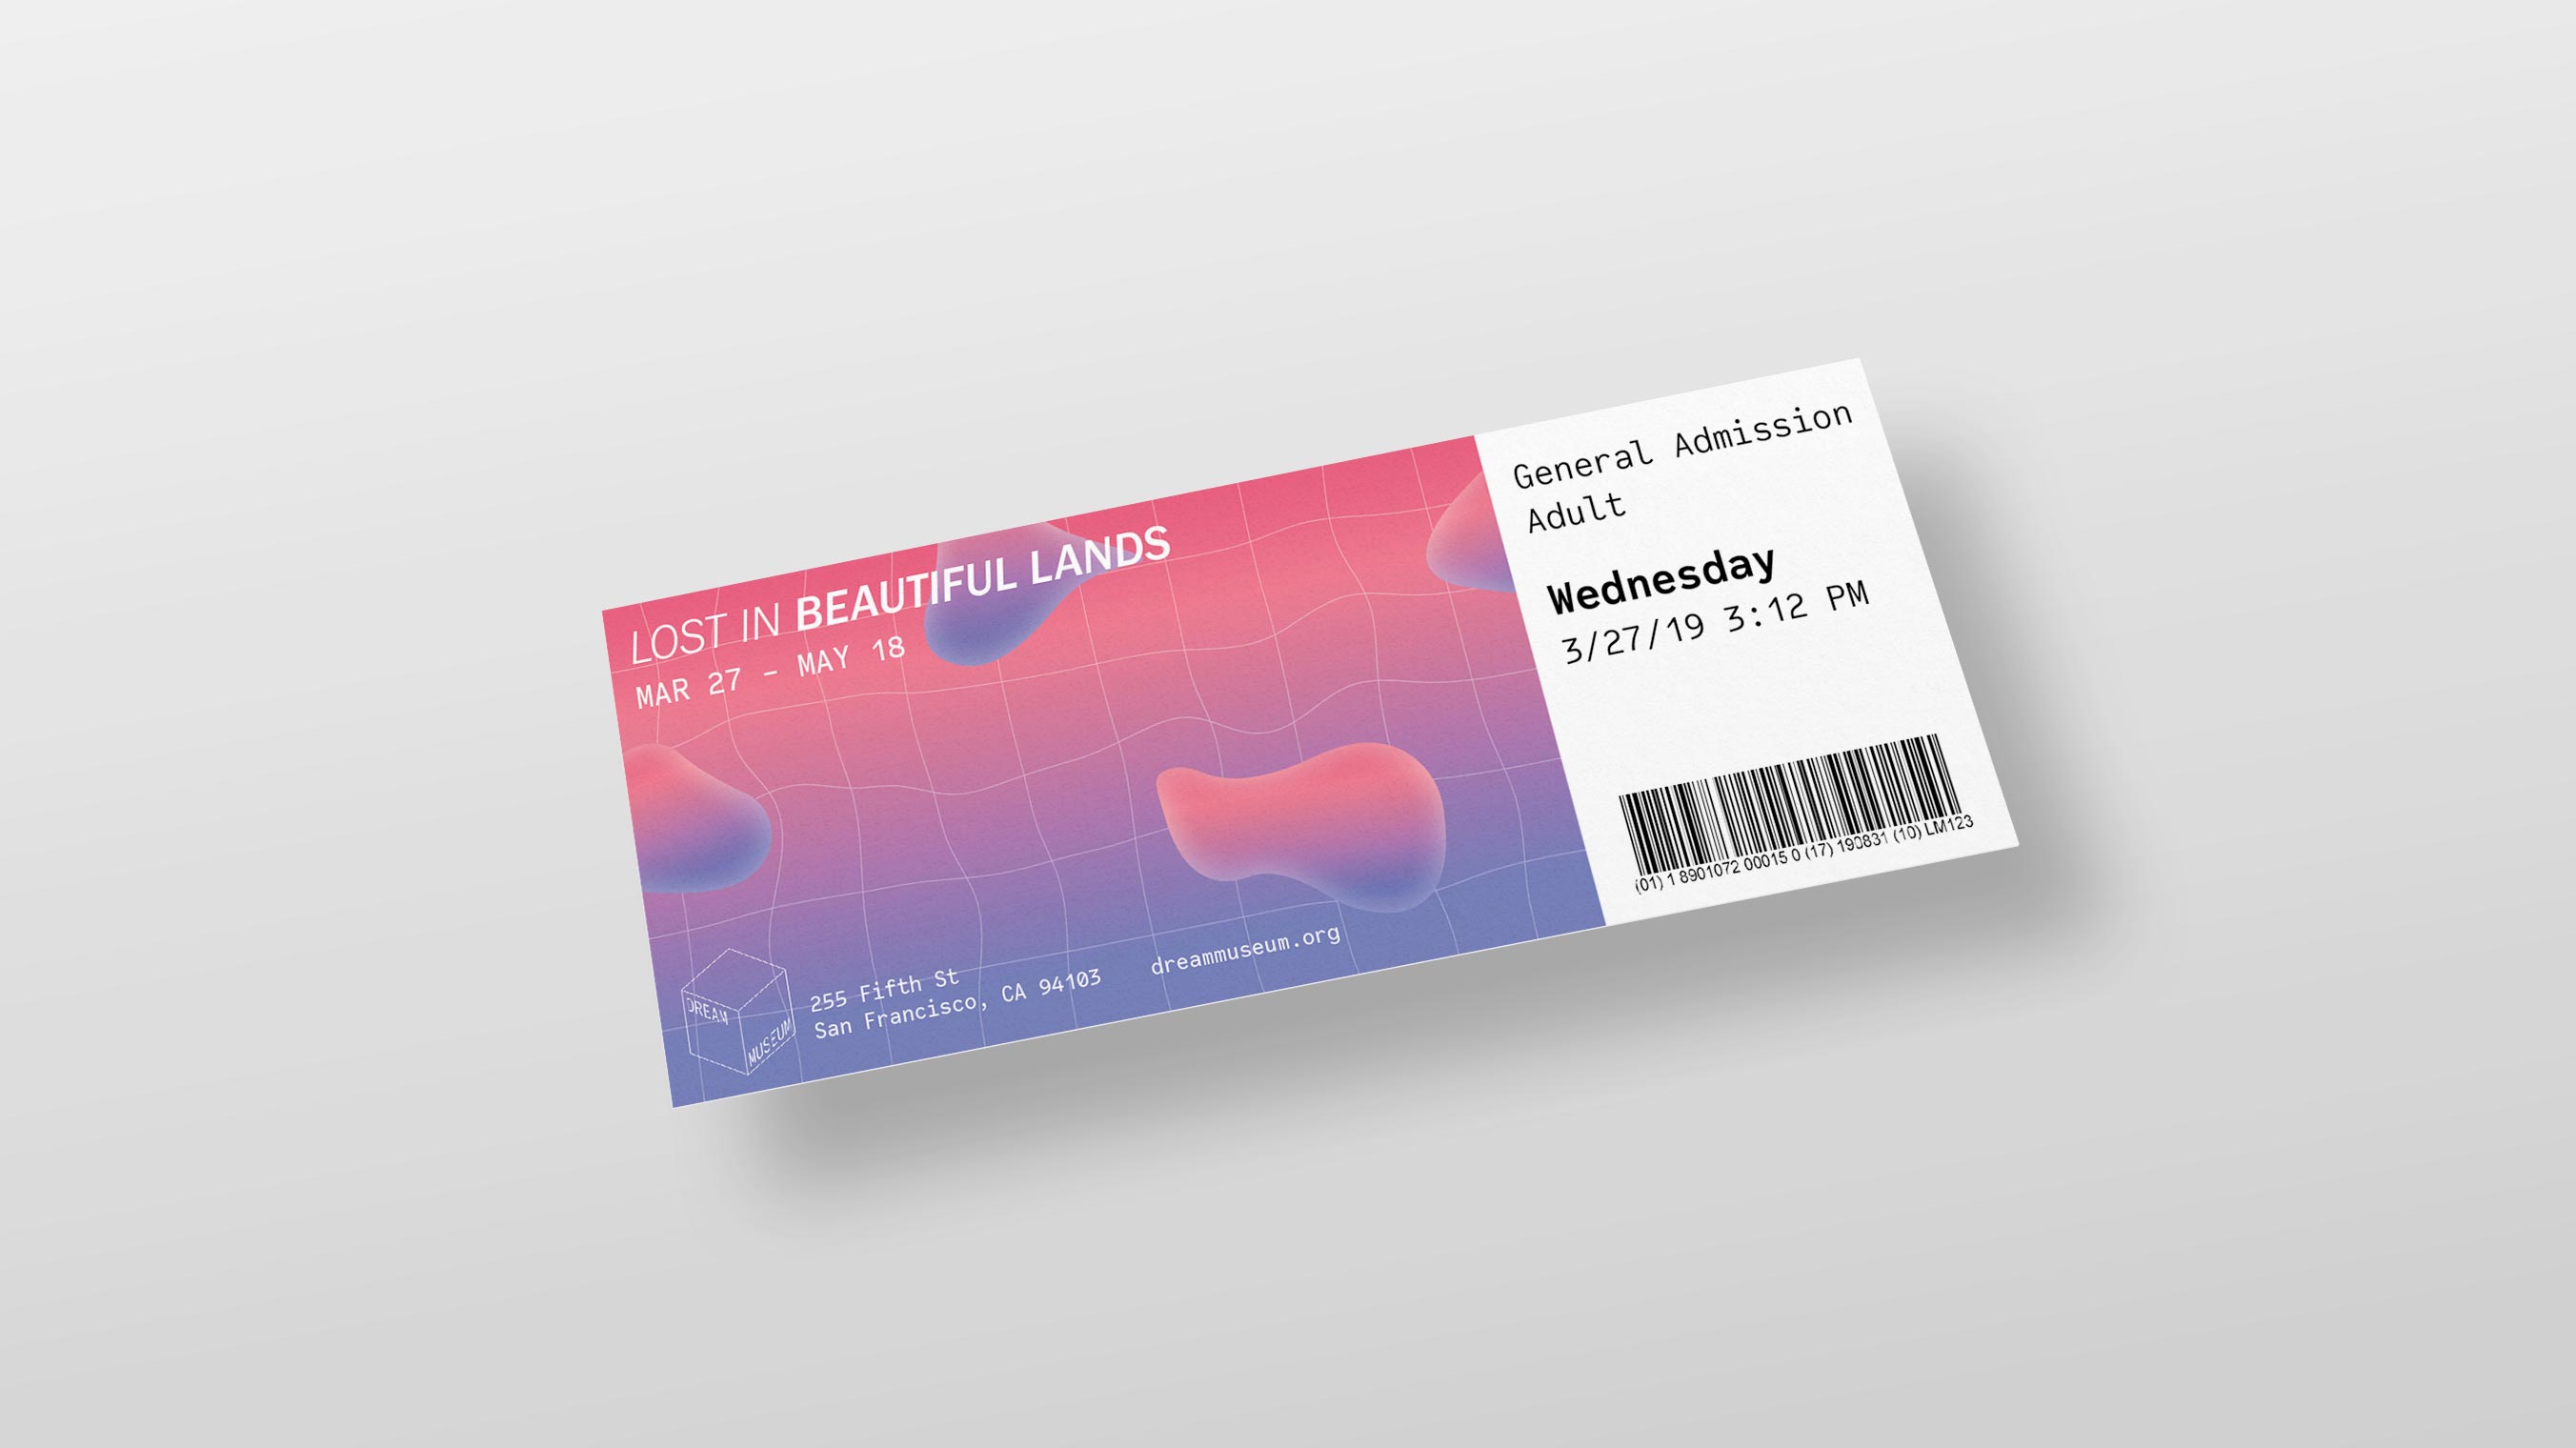 LOST IN BEAUTIFUL LANDS
MAR 27 - MAY 18
DREAM
MUSEUM
255 Fifth St
San Francisco, CA 94103
dreammuseum.org
General Admission
Adult
Wednesday
3/27/19 3:12 PM
(01) 1 8901072 00015 0 (17) 190831 (10) LM123